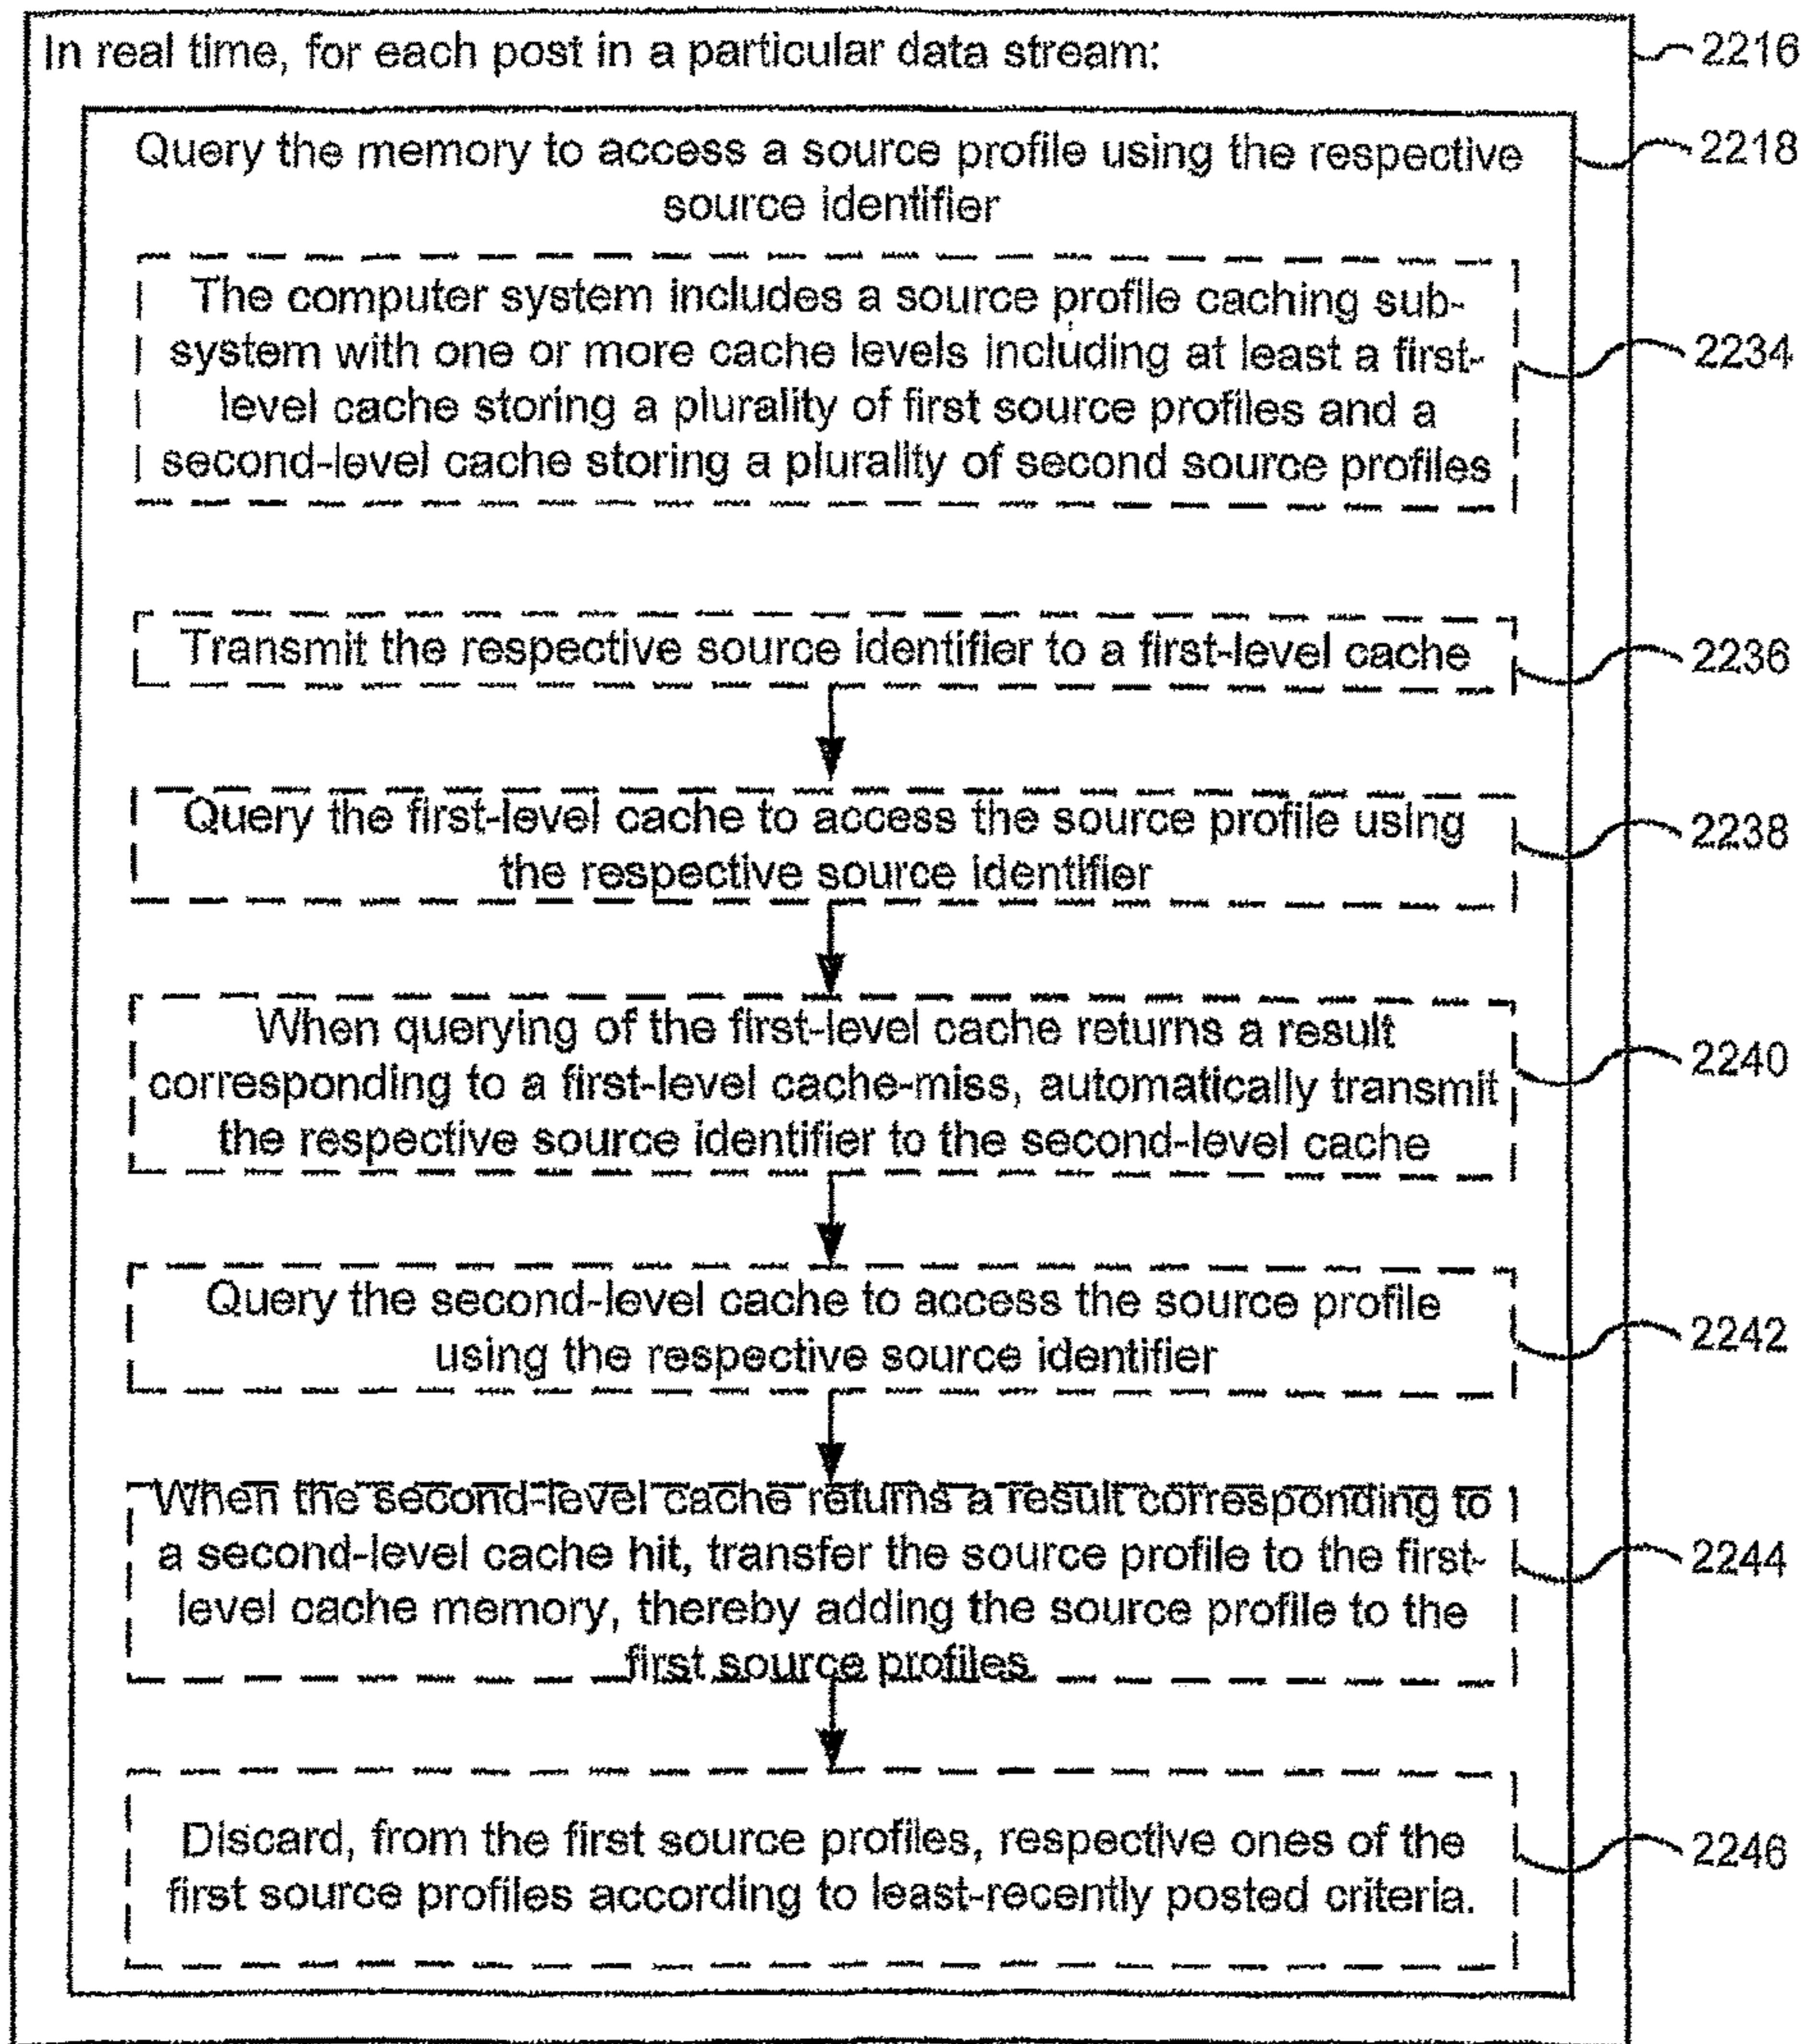 In real time, for each post in a particular data stream:
2216
Query the memory to access a source profile using the respective
source identifier
2218
The computer system includes a source profile caching sub-
system with one or more cache levels including at least a first-
level cache storing a plurality of first source profiles and a
second-level cache storing a plurality of second source profiles
2234
Transmit the respective source identifier to a first-level cache
2236
Query the first-level cache to access the source profile using
the respective source identifier
2238
When querying of the first-level cache returns a result
corresponding to a first-level cache-miss, automatically transmit
the respective source identifier to the second-level cache
2240
Query the second-level cache to access the source profile
using the respective source identifier
2242
When the second-level cache returns a result corresponding to
a second-level cache hit, transfer the source profile to the first-
level cache memory, thereby adding the source profile to the
first source profiles
2244
Discard, from the first source profiles, respective ones of the
first source profiles according to least-recently posted criteria.
2246